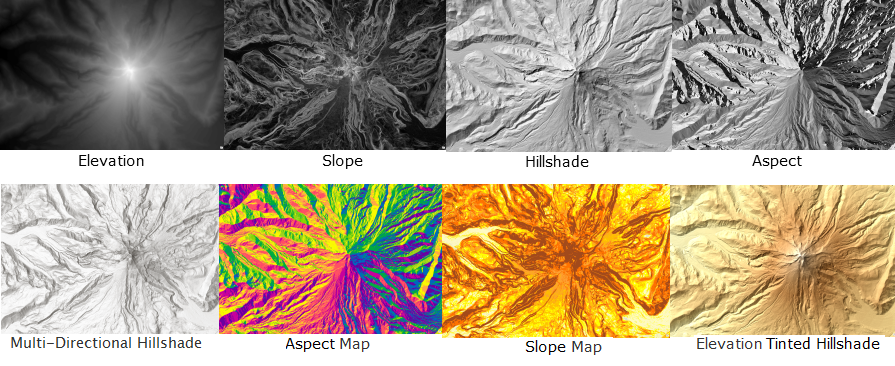 Elevation
Slope
Hillshade
Aspect
Multi-Directional Hillshade
Aspect Map
Slope Map
Elevation Tinted Hillshade